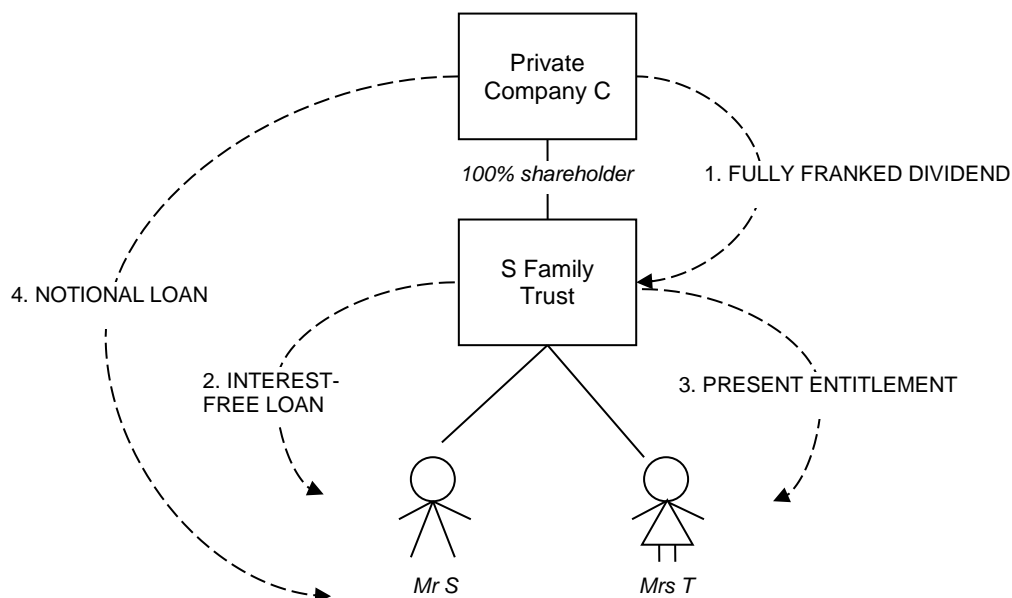 Private
Company C
100% shareholder
1. FULLY FRANKED DIVIDEND
S Family
Trust
4. NOTIONAL LOAN
2. INTEREST-
FREE LOAN
3. PRESENT ENTITLEMENT
Mr S
Mrs T